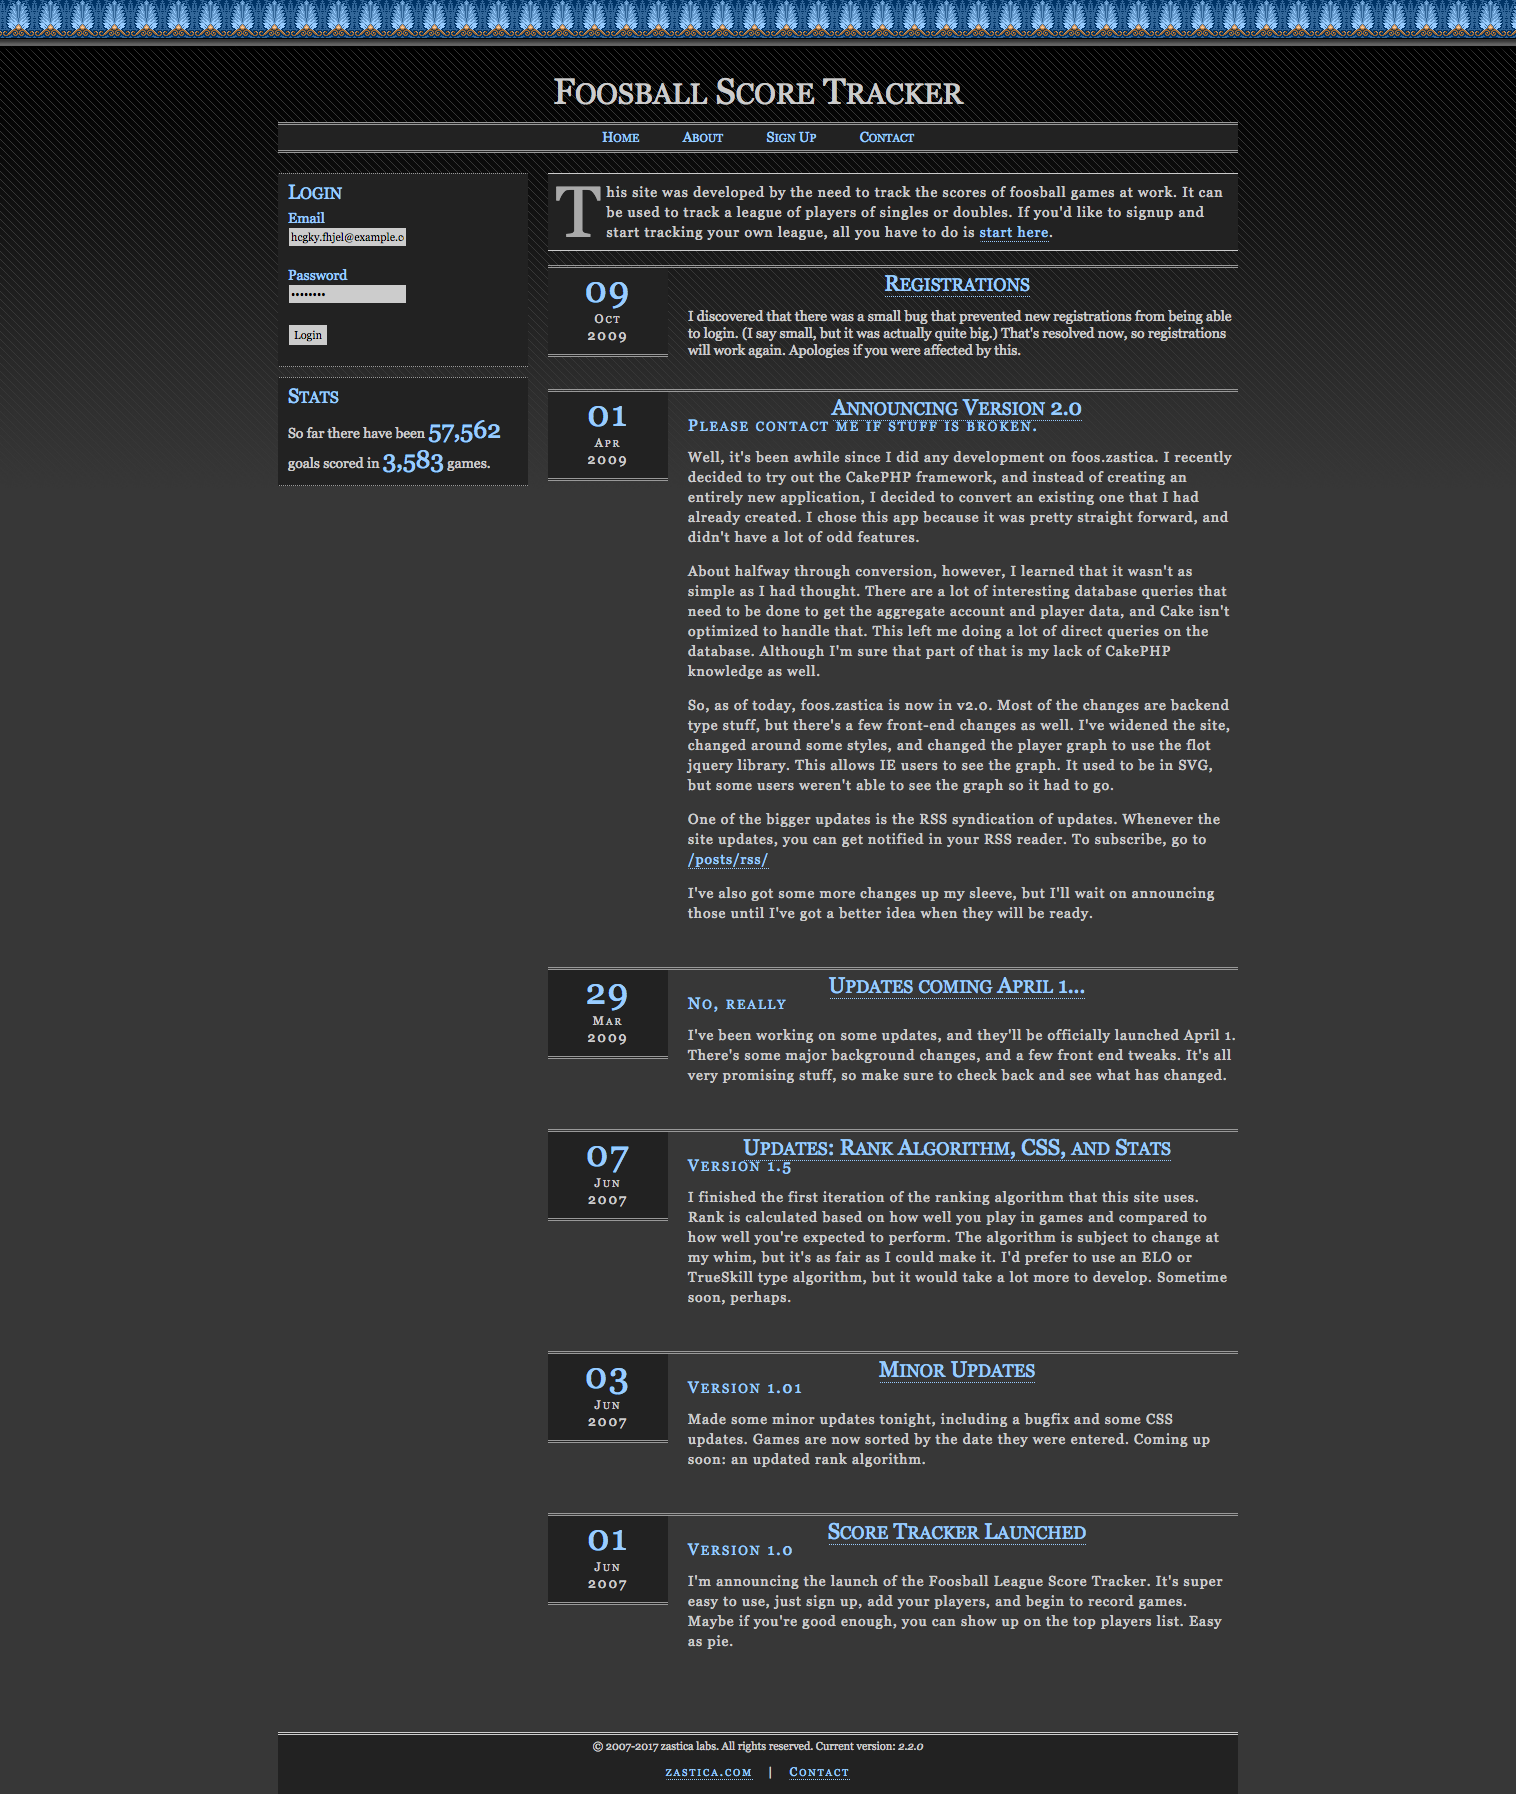 Foosball Score Tracker
Home About Sign Up Contact
Login
Email
hcgky.fhjel@example.c
Password
••••••••
Login
Stats
So far there have been 57,562
goals scored in 3,583 games.
This site was developed by the need to track the scores of foosball games at work. It can
be used to track a league of players of singles or doubles. If you'd like to signup and
start tracking your own league, all you have to do is start here.
09
Oct
2009
Registrations
I discovered that there was a small bug that prevented new registrations from being able
to login. (I say small, but it was actually quite big.) That's resolved now, so registrations
will work again. Apologies if you were affected by this.
01
Apr
2009
Announcing Version 2.0
Please contact me if stuff is broken.
Well, it's been awhile since I did any development on foos.zastica. I recently
decided to try out the CakePHP framework, and instead of creating an
entirely new application, I decided to convert an existing one that I had
already created. I chose this app because it was pretty straight forward, and
didn't have a lot of odd features.
About halfway through conversion, however, I learned that it wasn't as
simple as I had thought. There are a lot of interesting database queries that
need to be done to get the aggregate account and player data, and Cake isn't
optimized to handle that. This left me doing a lot of direct queries on the
database. Although I'm sure that part of that is my lack of CakePHP
knowledge as well.
So, as of today, foos.zastica is now in v2.0. Most of the changes are backend
type stuff, but there's a few front-end changes as well. I've widened the site,
changed around some styles, and changed the player graph to use the flot
jquery library. This allows IE users to see the graph. It used to be in SVG,
but some users weren't able to see the graph so it had to go.
One of the bigger updates is the RSS syndication of updates. Whenever the
site updates, you can get notified in your RSS reader. To subscribe, go to
/posts/rss/
I've also got some more changes up my sleeve, but I'll wait on announcing
those until I've got a better idea when they will be ready.
29
Mar
2009
Updates coming April 1...
No, really
I've been working on some updates, and they'll be officially launched April 1.
There's some major background changes, and a few front end tweaks. It's all
very promising stuff, so make sure to check back and see what has changed.
07
Jun
2007
Updates: Rank Algorithm, CSS, and Stats
Version 1.5
I finished the first iteration of the ranking algorithm that this site uses.
Rank is calculated based on how well you play in games and compared to
how well you're expected to perform. The algorithm is subject to change at
my whim, but it's as fair as I could make it. I'd prefer to use an ELO or
TrueSkill type algorithm, but it would take a lot more to develop. Sometime
soon, perhaps.
03
Jun
2007
Minor Updates
Version 1.01
Made some minor updates tonight, including a bugfix and some CSS
updates. Games are now sorted by the date they were entered. Coming up
soon: an updated rank algorithm.
01
Jun
2007
Score Tracker Launched
Version 1.0
I'm announcing the launch of the Foosball League Score Tracker. It's super
easy to use, just sign up, add your players, and begin to record games.
Maybe if you're good enough, you can show up on the top players list. Easy
as pie.
© 2007-2017 zastica labs. All rights reserved. Current version: 2.2.0
zastica.com | Contact